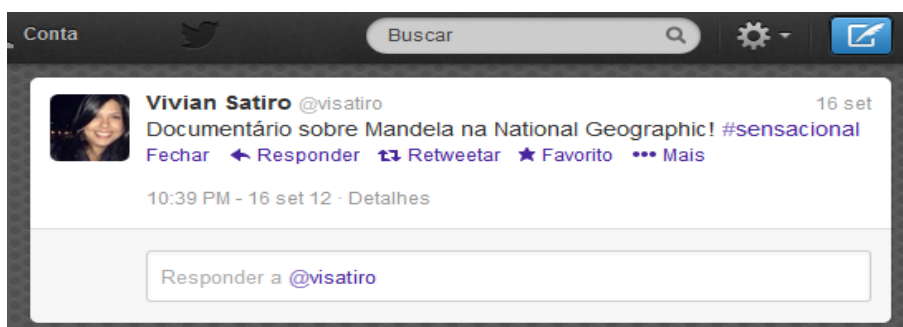 Conta Buscar
Vivian Satiro @visatiro 16 set
Documentário sobre Mandela na National Geographic! #sensacional
Fechar Responder Retweetar Favorito Mais
10:39 PM - 16 set 12 · Detalhes
Responder a @visatiro